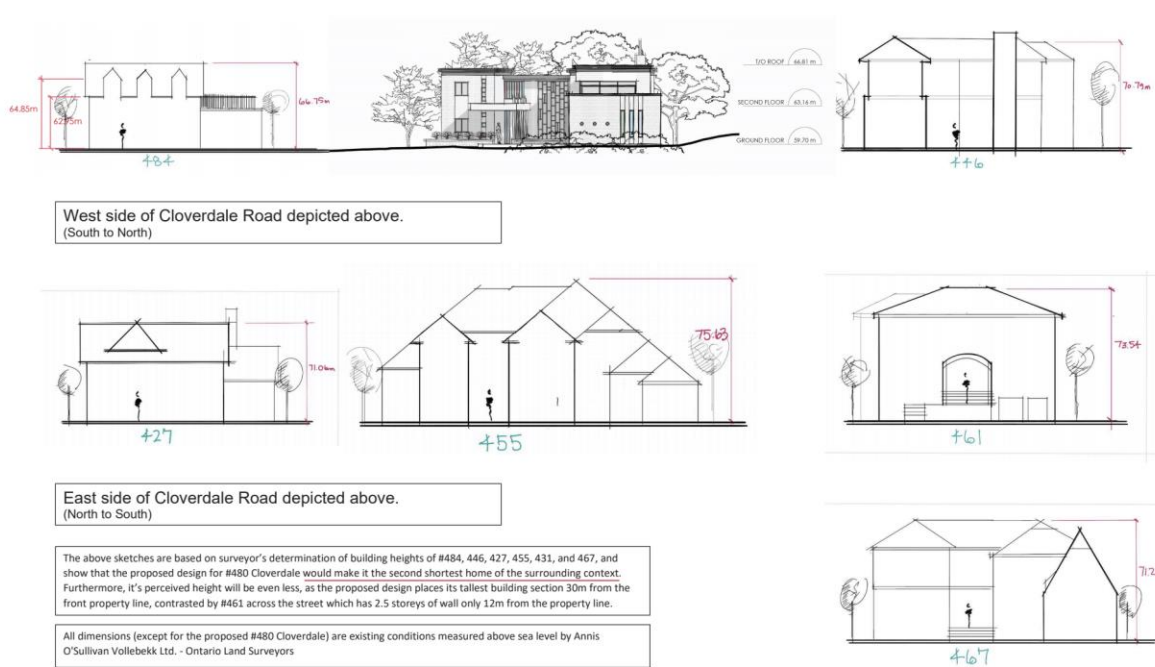 64.85m
62.95m
66.75m
484
T/O ROOF 66.81 m
SECOND FLOOR 63.16 m
GROUND FLOOR 59.70 m
70.79m
446
West side of Cloverdale Road depicted above.
(South to North)
71.06m
427
75.63
455
73.54
461
East side of Cloverdale Road depicted above.
(North to South)
The above sketches are based on surveyor's determination of building heights of #484, 446, 427, 455, 431, and 467, and
show that the proposed design for #480 Cloverdale would make it the second shortest home of the surrounding context.
Furthermore, it's perceived height will be even less, as the proposed design places its tallest building section 30m from the
front property line, contrasted by #461 across the street which has 2.5 storeys of wall only 12m from the property line.
All dimensions (except for the proposed #480 Cloverdale) are existing conditions measured above sea level by Annis
O'Sullivan Vollebekk Ltd. - Ontario Land Surveyors
71.2
467